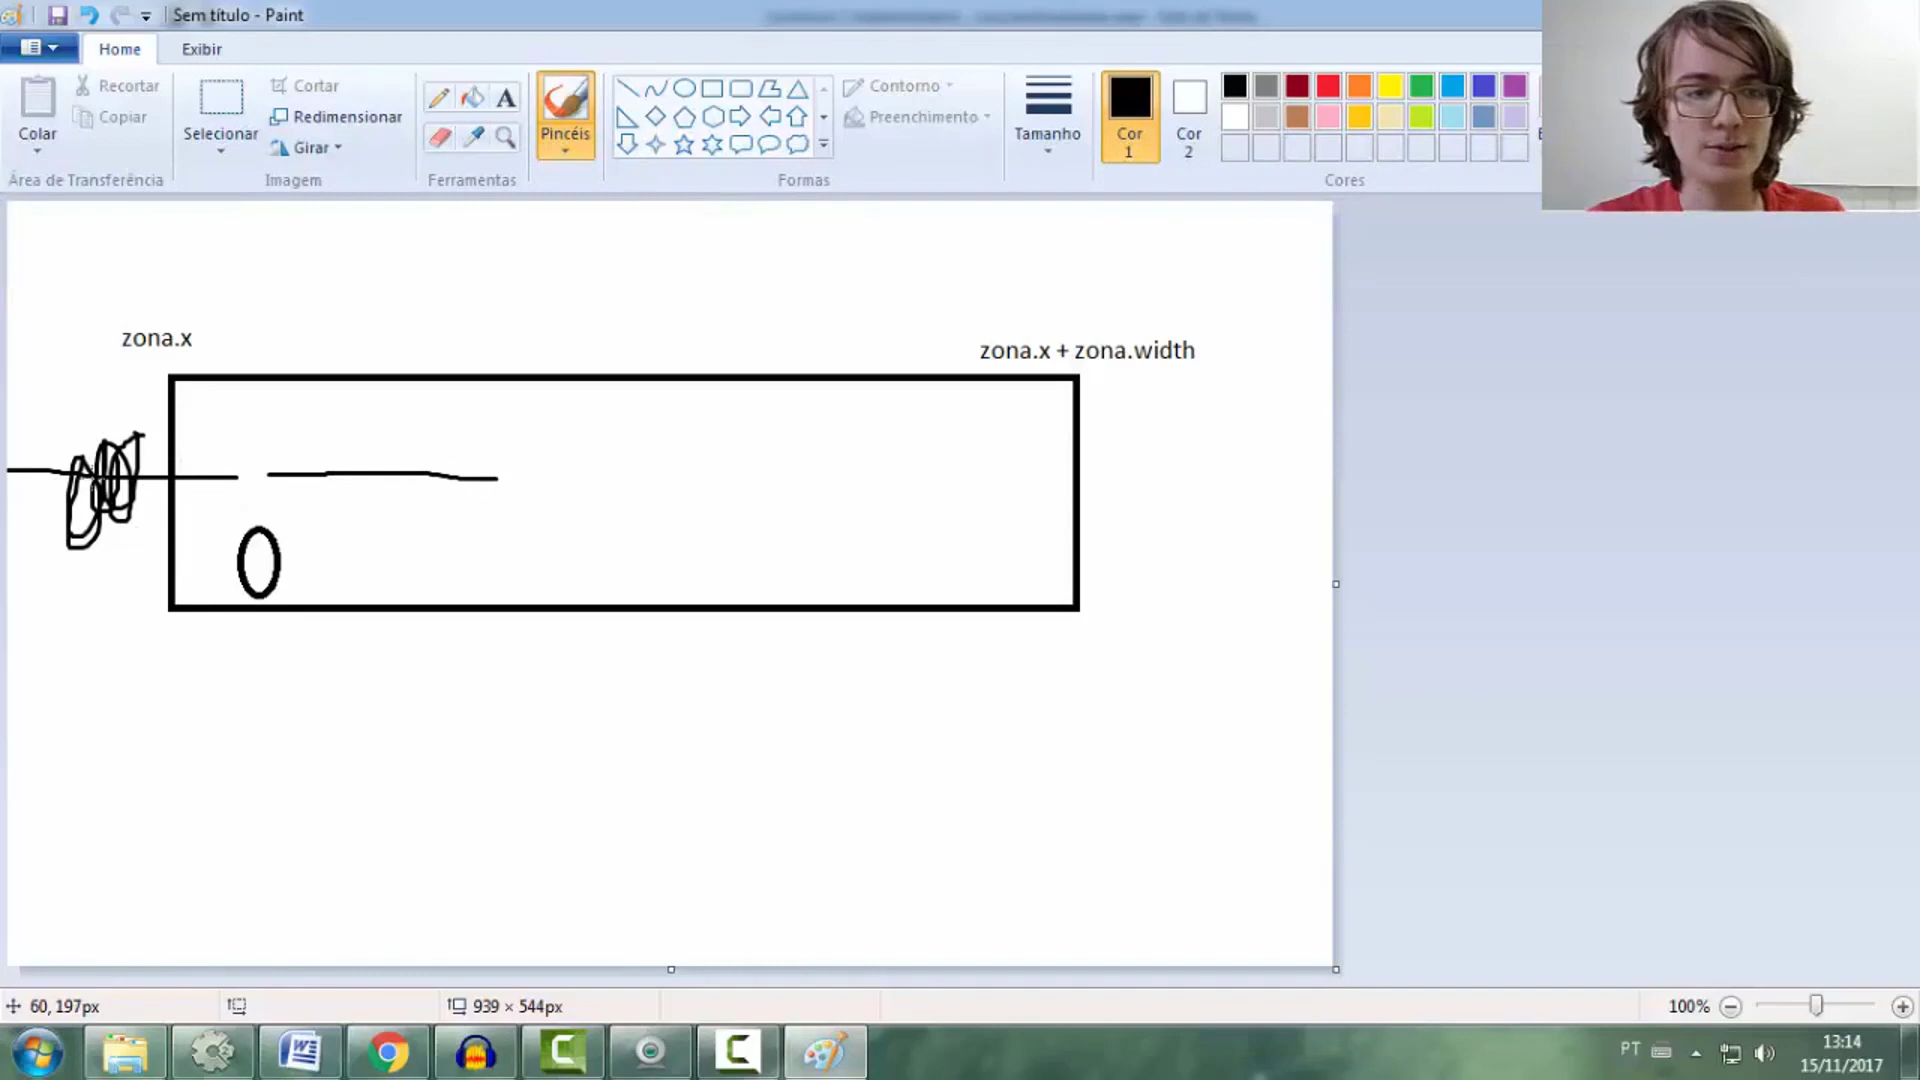 Sem título - Paint
Home Exibir
Colar
Recortar
Copiar
Área de Transferência
Selecionar
Cortar
Redimensionar
Girar
Imagem
A
Ferramentas
Pincéis
Formas
Contorno
Preenchimento
Tamanho
Cor 1
Cor 2
Cores
zona.x
zona.x + zona.width
60, 197px
939 × 544px
100%
PT
13:14
15/11/2017